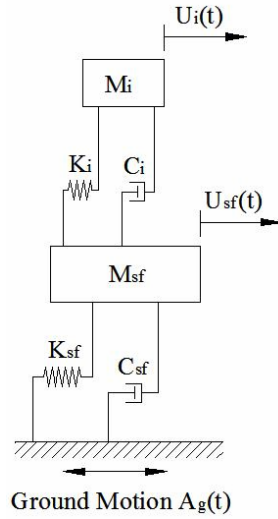 Ui(t)
Mi
Ki
Ci
Usf(t)
Msf
Ksf
Csf
Ground Motion Ag(t)